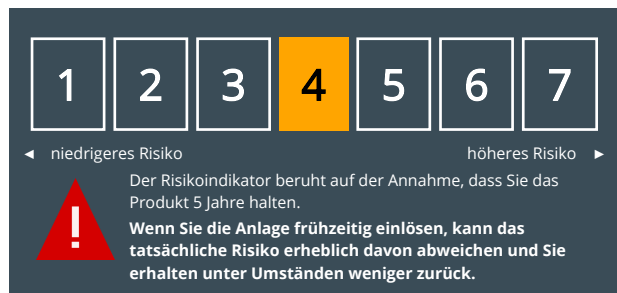 1 2 3 4 5 6 7
◄ niedrigeres Risiko höheres Risiko ►
Der Risikoindikator beruht auf der Annahme, dass Sie das
Produkt 5 Jahre halten.
!
Wenn Sie die Anlage frühzeitig einlösen, kann das
tatsächliche Risiko erheblich davon abweichen und Sie
erhalten unter Umständen weniger zurück.